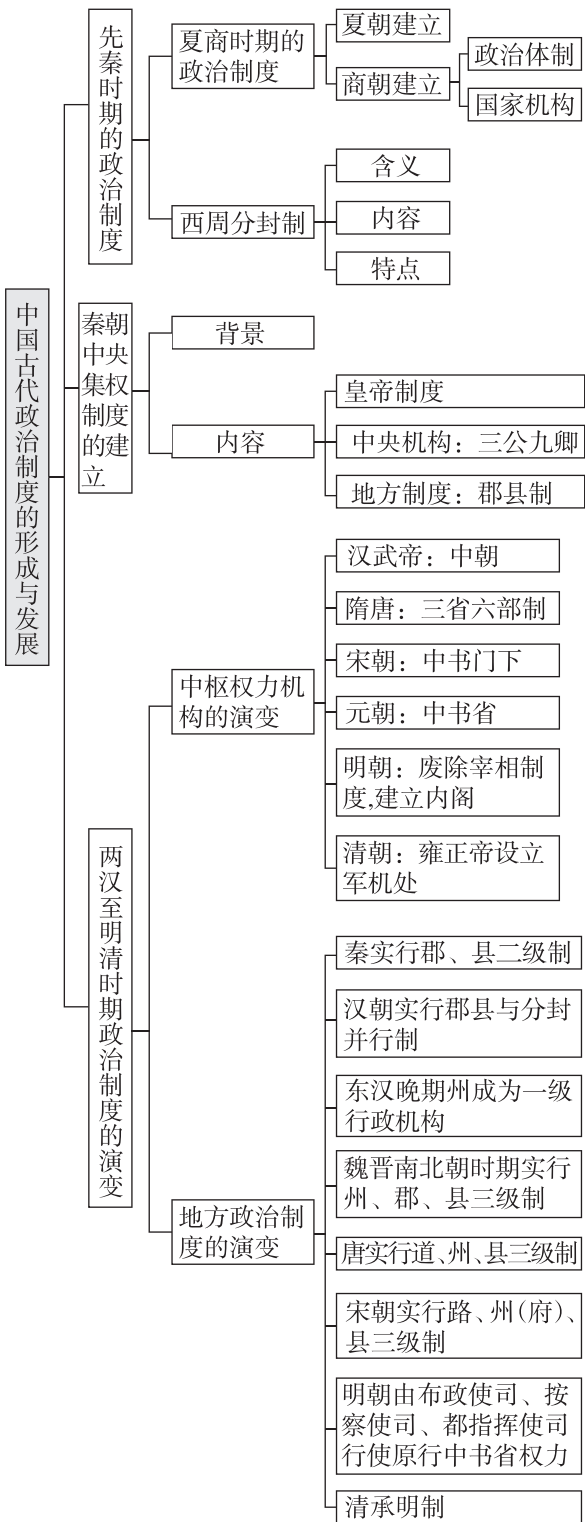 中国古代政治制度的形成与发展
先秦时期的政治制度
夏商时期的
政治制度
夏朝建立
商朝建立
政治体制
国家机构
西周分封制
含义
内容
特点
秦朝
中央
集权
制度
的建
立
背景
内容
皇帝制度
中央机构：三公九卿
地方制度：郡县制
两汉至明清时期政治制度的演变
中枢权力机
构的演变
汉武帝：中朝
隋唐：三省六部制
宋朝：中书门下
元朝：中书省
明朝：废除宰相制
度,建立内阁
清朝：雍正帝设立
军机处
地方政治制
度的演变
秦实行郡、县二级制
汉朝实行郡县与分封
并行制
东汉晚期州成为一级
行政机构
魏晋南北朝时期实行
州、郡、县三级制
唐实行道、州、县三级制
宋朝实行路、州(府)、
县三级制
明朝由布政使司、按
察使司、都指挥使司
行使原行中书省权力
清承明制